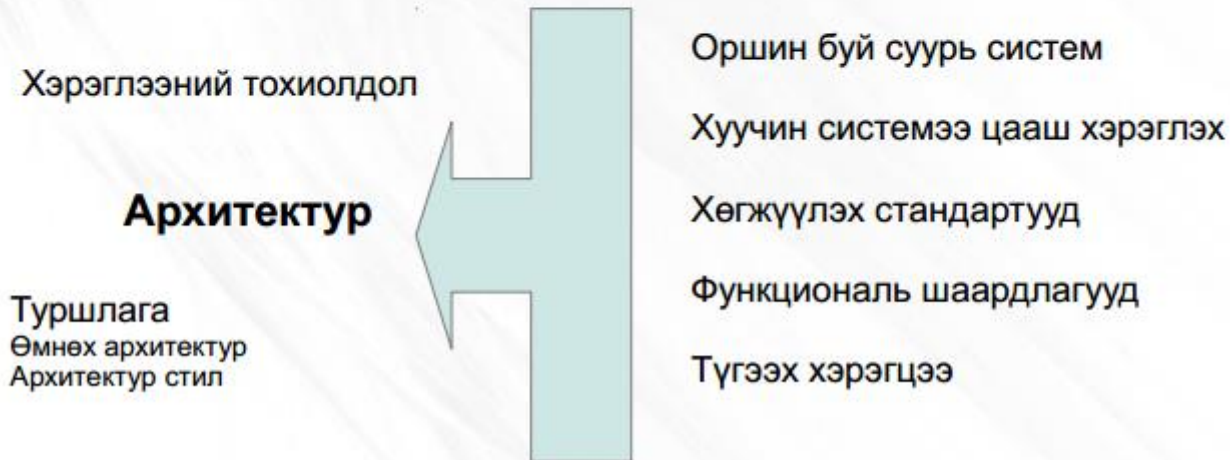 Хэрэглээний тохиолдол
Архитектур
Туршлага
Өмнөх архитектур
Архитектур стил
Оршин буй суурь систем
Хуучин системээ цааш хэрэглэх
Хөгжүүлэх стандартууд
Функциональ шаардлагууд
Түгээх хэрэгцээ